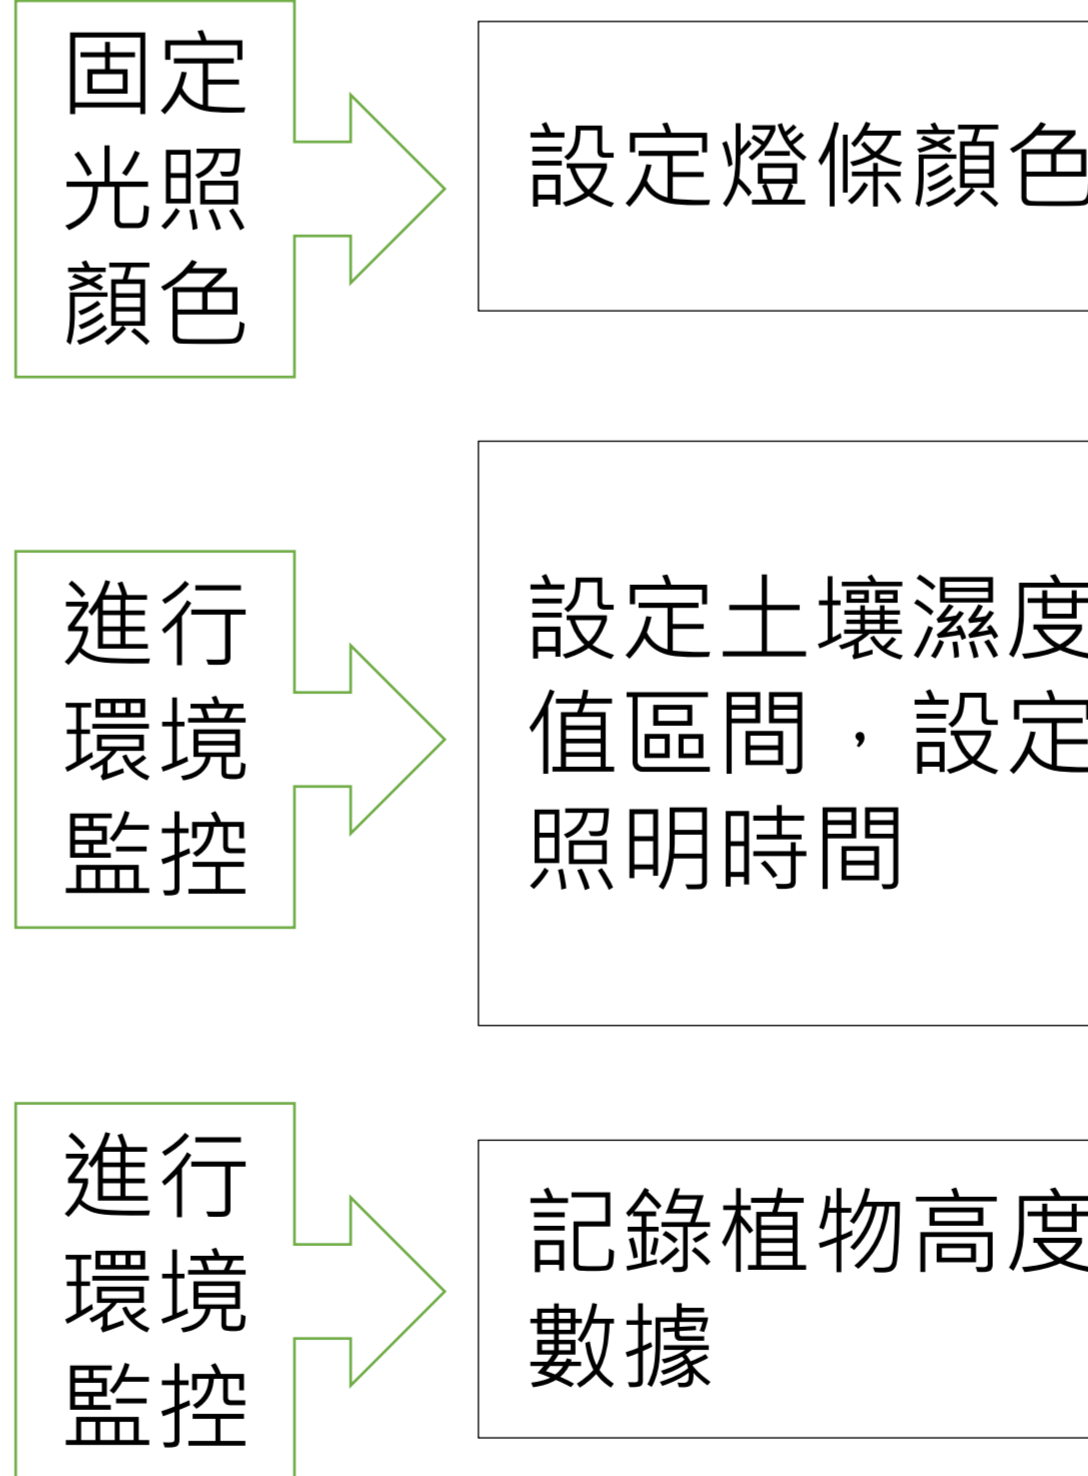 固定
光照
顏色
設定燈條顏色
進行
環境
監控
設定土壤濕度
值區間，設定
照明時間
進行
環境
監控
記錄植物高度
數據